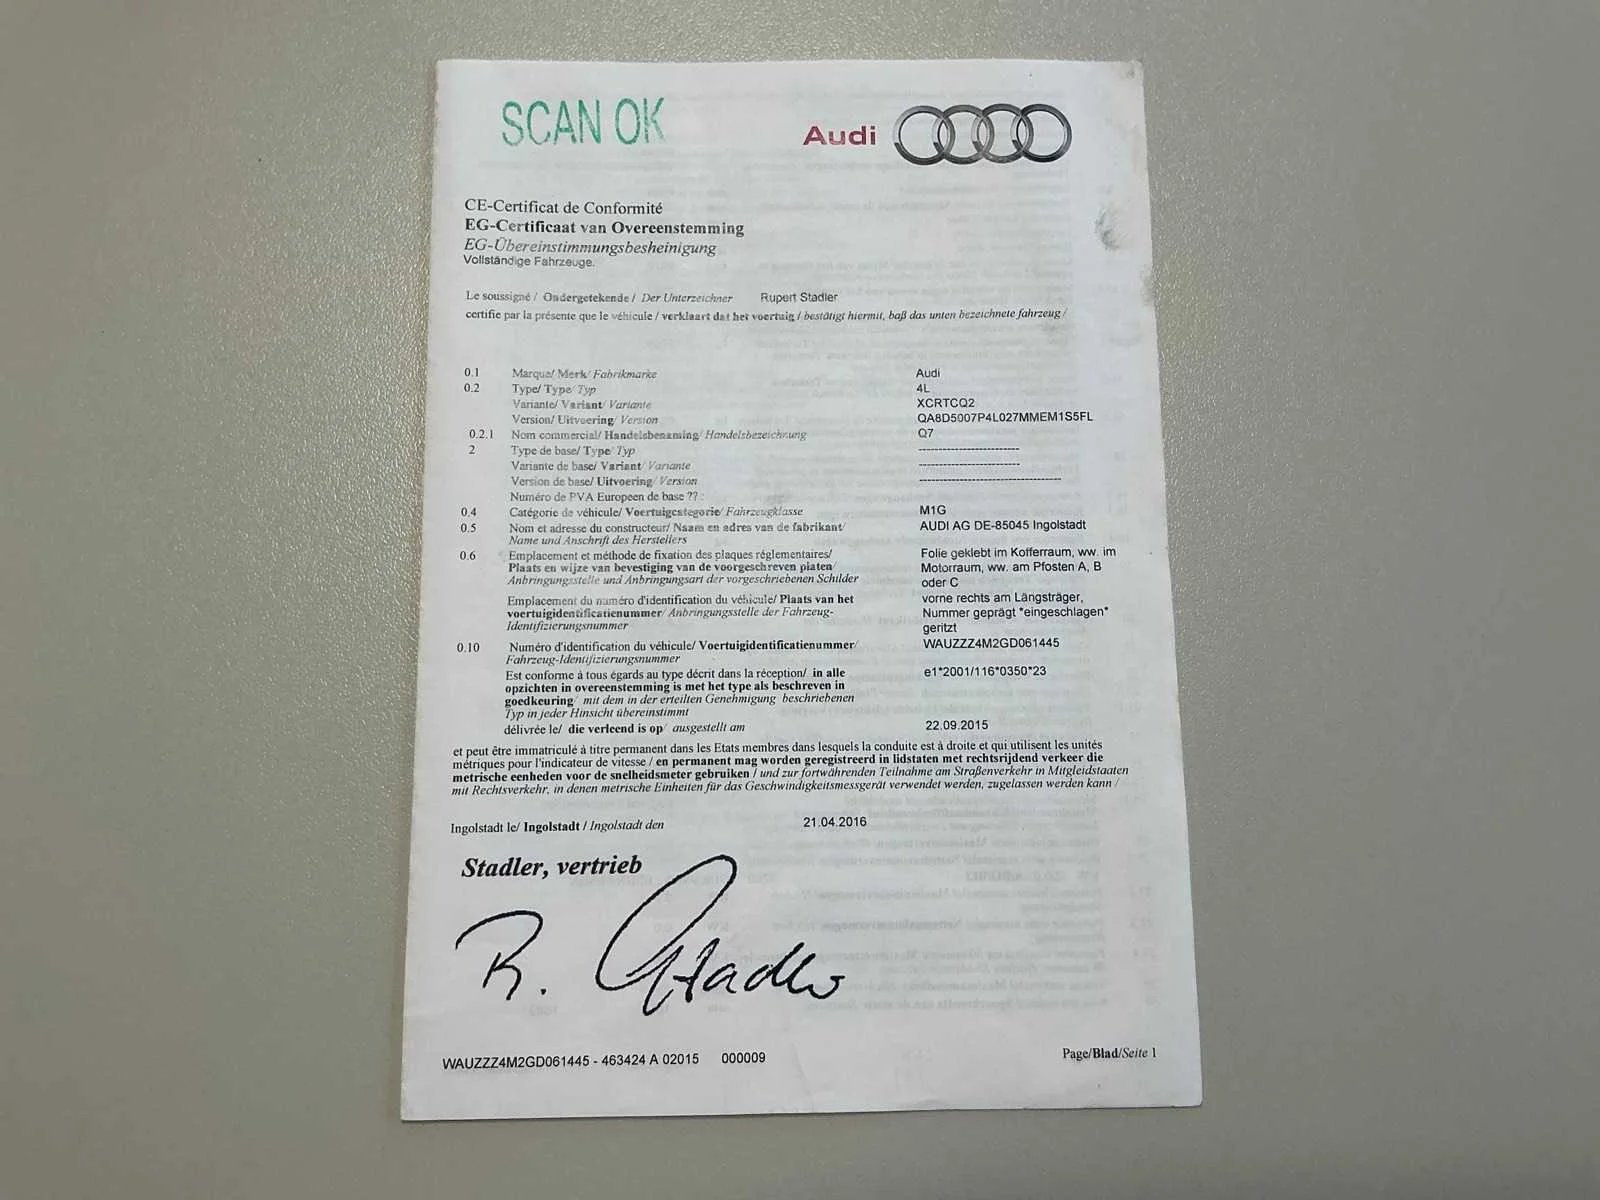 SCAN OK
Audi
CE-Certificat de Conformité
EG-Certificaat van Overeenstemming
EG-Übereinstimmungsbesheinigung
Vollständige Fahrzeuge.
Le soussigné / Ondergetekende / Der Unterzeichner Rupert Stadler
certifie par la présente que le véhicule / verklaart dat het voertuig / bestätigt hiermit, baß das unten bezeichnete fahrzeug /
0.1 Marque/ Merk/ Fabrikmarke Audi
0.2 Type/ Type/ Typ 4L
Variante/ Variant/ Variante XCRTCQ2
Version/ Uitvoering/ Version QA8D5007P4L027MMEM1S5FL
0.2.1 Nom commercial/ Handelsbenaming/ Handelsbezeichnung Q7
2 Type de base/ Type/ Typ ----------------------
Variante de base/ Variant/ Variante ----------------------
Version de base/ Uitvoering/ Version -------------------------------
Numéro de PVA Europeen de base ?? :
0.4 Catégorie de véhicule/ Voertuigcategorie/ Fahrzeugklasse M1G
0.5 Nom et adresse du constructeur/ Naam en adres van de fabrikant/ AUDI AG DE-85045 Ingolstadt
Name und Anschrift des Herstellers
0.6 Emplacement et méthode de fixation des plaques réglementaires/ Folie geklebt im Kofferraum, ww. im
Plaats en wijze van bevestiging van de voorgeschreven platen/ Motorraum, ww. am Pfosten A, B
Anbringungsstelle und Anbringungsart der vorgeschriebenen Schilder oder C
Emplacement du numéro d'identification du véhicule/ Plaats van het vorne rechts am Längsträger,
voertuigidentificatienummer/ Anbringungsstelle der Fahrzeug- Nummer geprägt *eingeschlagen*
Identifizierungsnummer geritzt
0.10 Numéro d'identification du véhicule/ Voertuigidentificatienummer/ WAUZZZ4M2GD061445
Fahrzeug-Identifizierungsnummer
Est conforme à tous égards au type décrit dans la réception/ in alle e1*2001/116*0350*23
opzichten in overeenstemming is met het type als beschreven in
goedkeuring/ mit dem in der erteilten Genehmigung beschriebenen
Typ in jeder Hinsicht übereinstimmt
délivrée le/ die verleend is op/ ausgestellt am 22.09.2015
et peut être immatriculé à titre permanent dans les Etats membres dans lesquels la conduite est à droite et qui utilisent les unités
métriques pour l'indicateur de vitesse / en permanent mag worden geregistreerd in lidstaten met rechtsrijdend verkeer die
metrische eenheden voor de snelheidsmeter gebruiken / und zur fortwährenden Teilnahme am Straßenverkehr in Mitgleidstaaten
mit Rechtsverkehr, in denen metrische Einheiten für das Geschwindigkeitsmessgerät verwendet werden, zugelassen werden kann /
Ingolstadt le/ Ingolstadt / Ingolstadt den 21.04.2016
Stadler, vertrieb
R. Stadler
WAUZZZ4M2GD061445 - 463424 A 02015 000009
Page/Blad/Seite 1